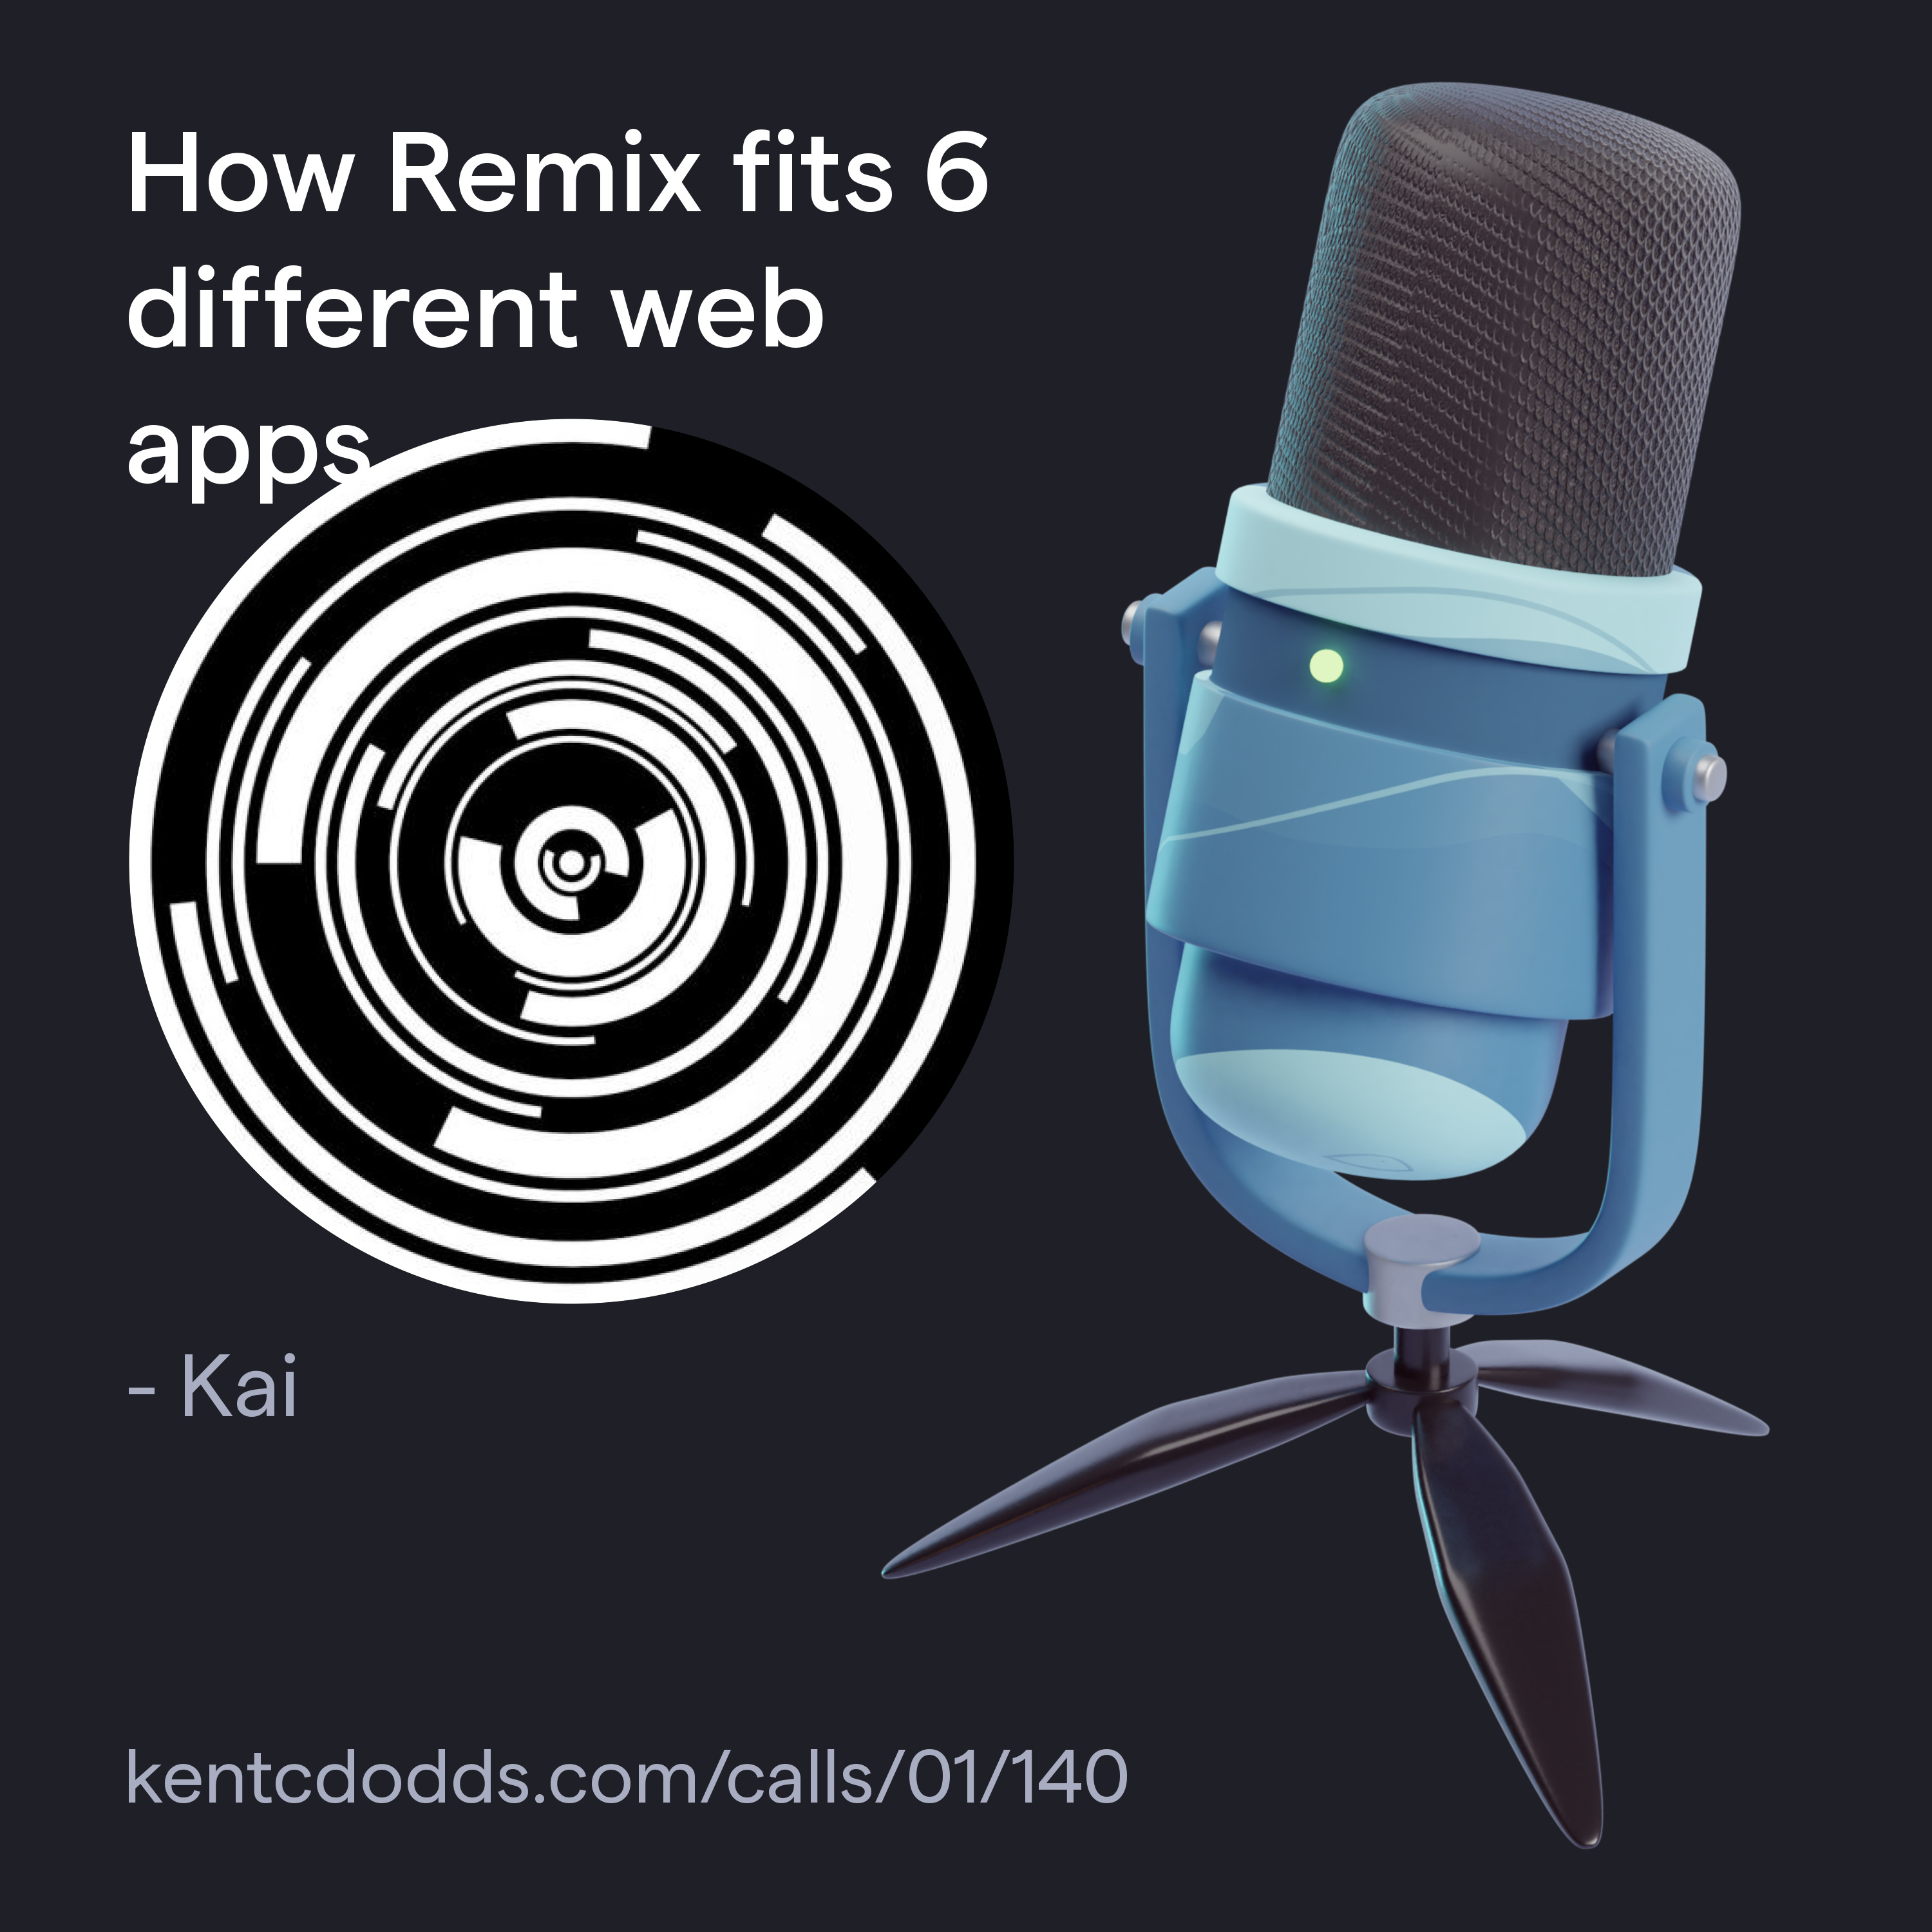 How Remix fits 6
different web
apps
- Kai
kentcdodds.com/calls/01/140